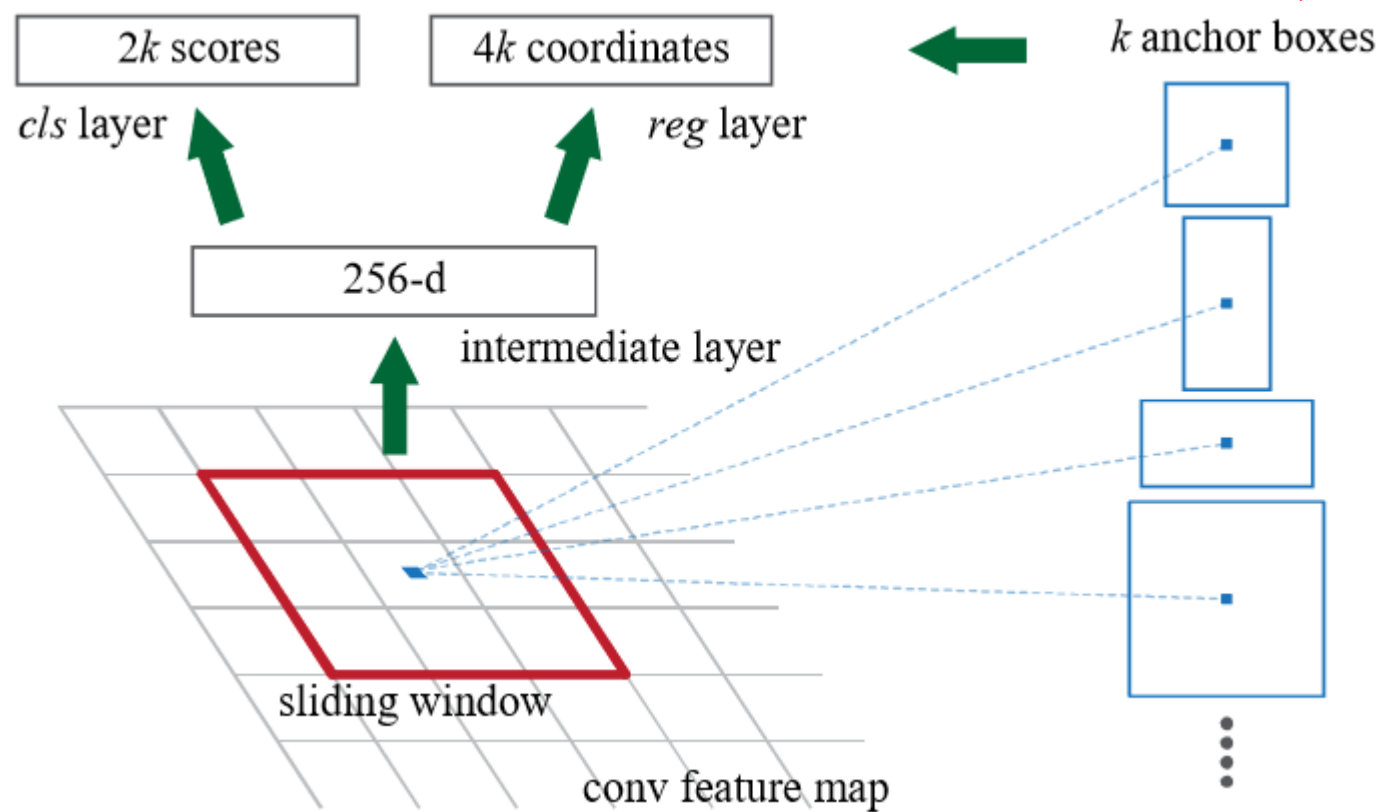 2k scores
4k coordinates
k anchor boxes
cls layer
reg layer
256-d
intermediate layer
sliding window
conv feature map